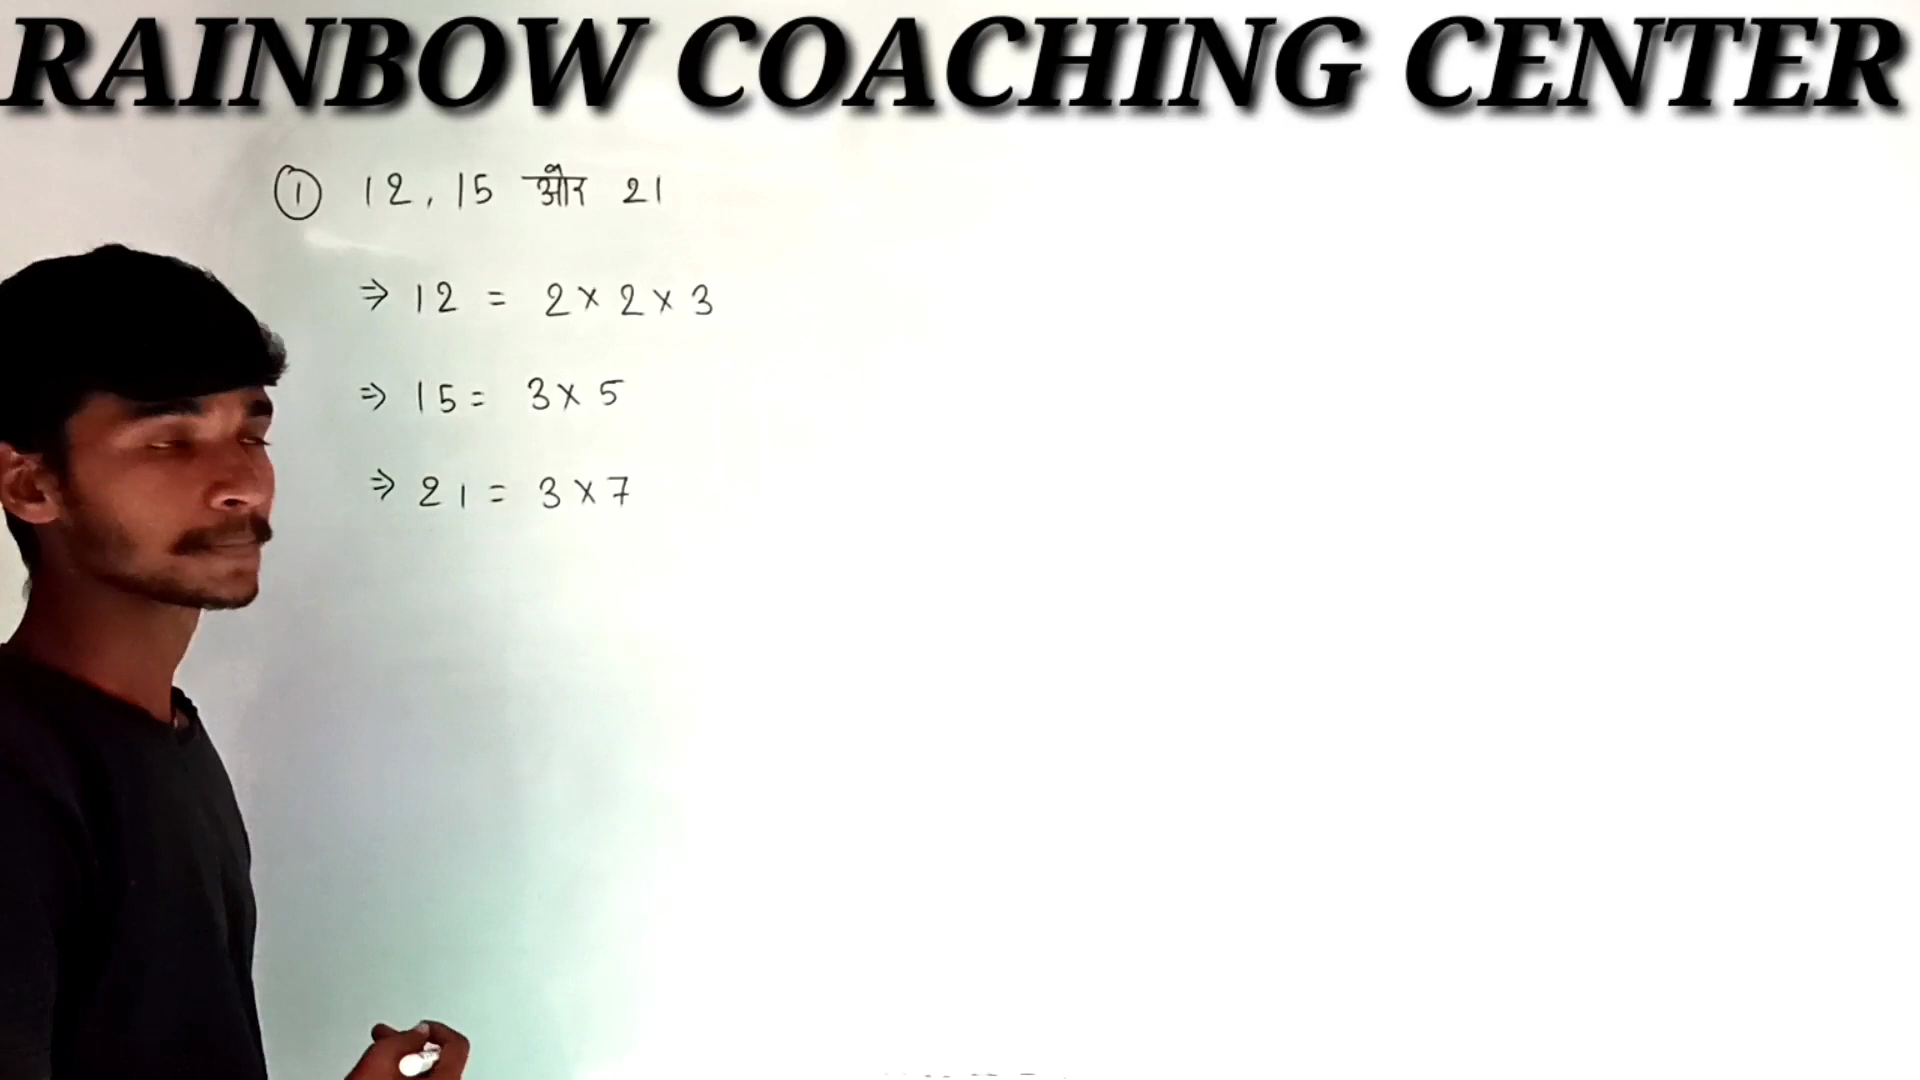 RAINBOW COACHING CENTER
① 12, 15 और 21
⇒ 12 = 2 × 2 × 3
⇒ 15 = 3 × 5
⇒ 21 = 3 × 7